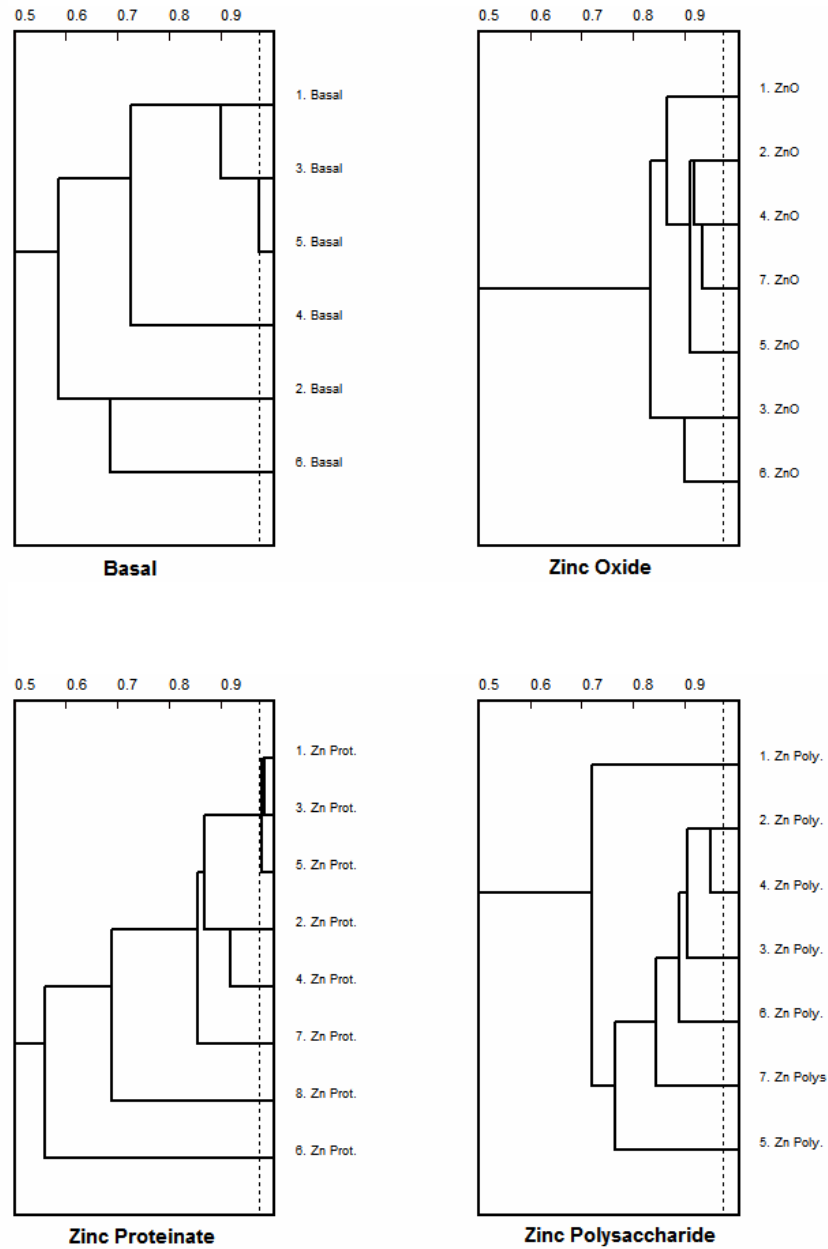 0.5 0.6 0.7 0.8 0.9
1. Basal
3. Basal
5. Basal
4. Basal
2. Basal
6. Basal
Basal
0.5 0.6 0.7 0.8 0.9
1. ZnO
2. ZnO
4. ZnO
7. ZnO
5. ZnO
3. ZnO
6. ZnO
Zinc Oxide
0.5 0.6 0.7 0.8 0.9
1. Zn Prot.
3. Zn Prot.
5. Zn Prot.
2. Zn Prot.
4. Zn Prot.
7. Zn Prot.
8. Zn Prot.
6. Zn Prot.
Zinc Proteinate
0.5 0.6 0.7 0.8 0.9
1. Zn Poly.
2. Zn Poly.
4. Zn Poly.
3. Zn Poly.
6. Zn Poly.
7. Zn Polys
5. Zn Poly.
Zinc Polysaccharide